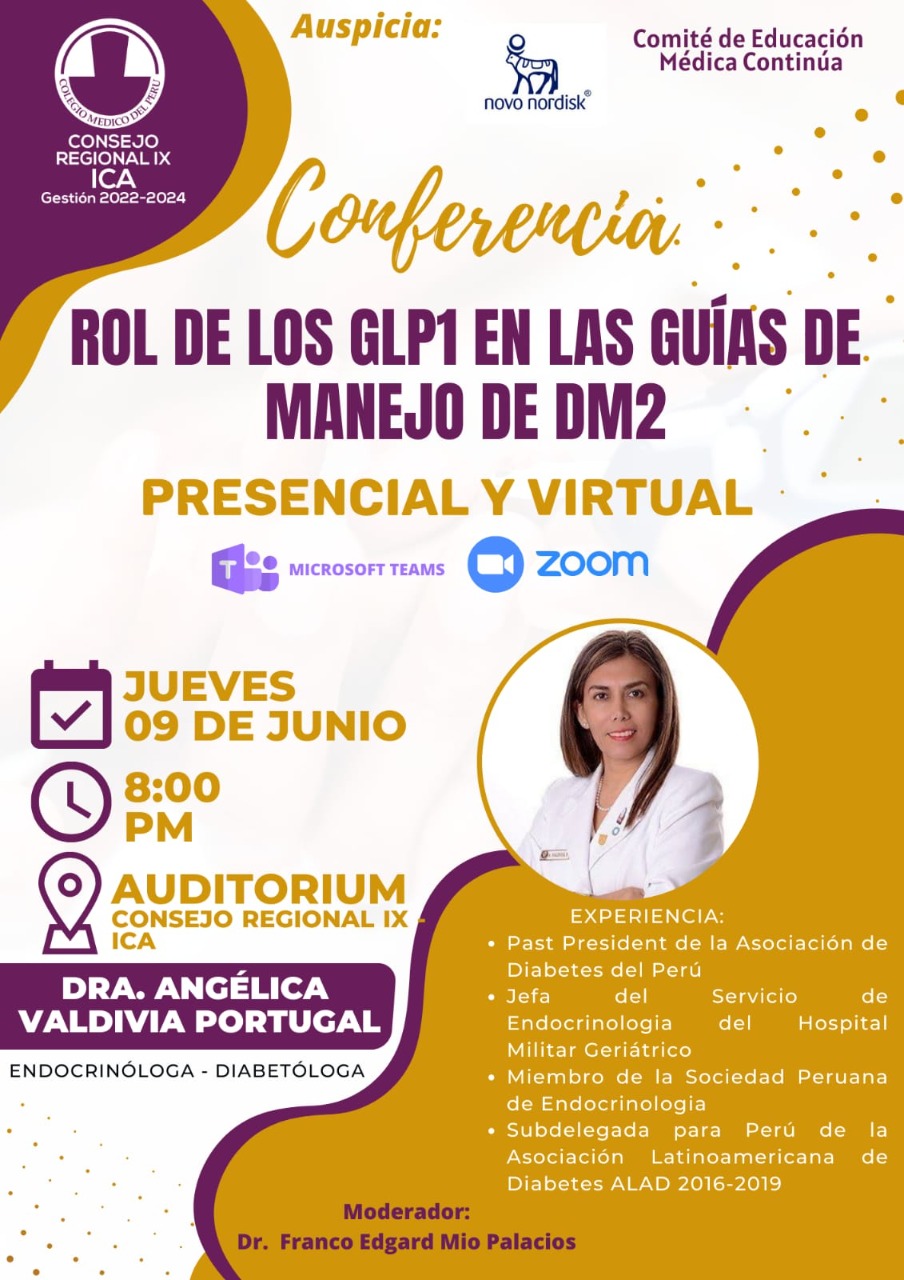 Auspicia:
novo nordisk®
Comité de Educación
Médica Continúa
COLEGIO MEDICO DEL PERU
CONSEJO
REGIONAL IX
ICA
Gestión 2022-2024
Conferencia
ROL DE LOS GLP1 EN LAS GUÍAS DE
MANEJO DE DM2
PRESENCIAL Y VIRTUAL
T
MICROSOFT TEAMS
zoom
JUEVES
09 DE JUNIO
8:00
PM
AUDITORIUM
CONSEJO REGIONAL IX -
ICA
DRA. ANGÉLICA
VALDIVIA PORTUGAL
ENDOCRINÓLOGA - DIABETÓLOGA
EXPERIENCIA:
• Past President de la Asociación de
Diabetes del Perú
• Jefa del Servicio de
Endocrinologia del Hospital
Militar Geriátrico
• Miembro de la Sociedad Peruana
de Endocrinologia
• Subdelegada para Perú de la
Asociación Latinoamericana de
Diabetes ALAD 2016-2019
Moderador:
Dr. Franco Edgard Mio Palacios